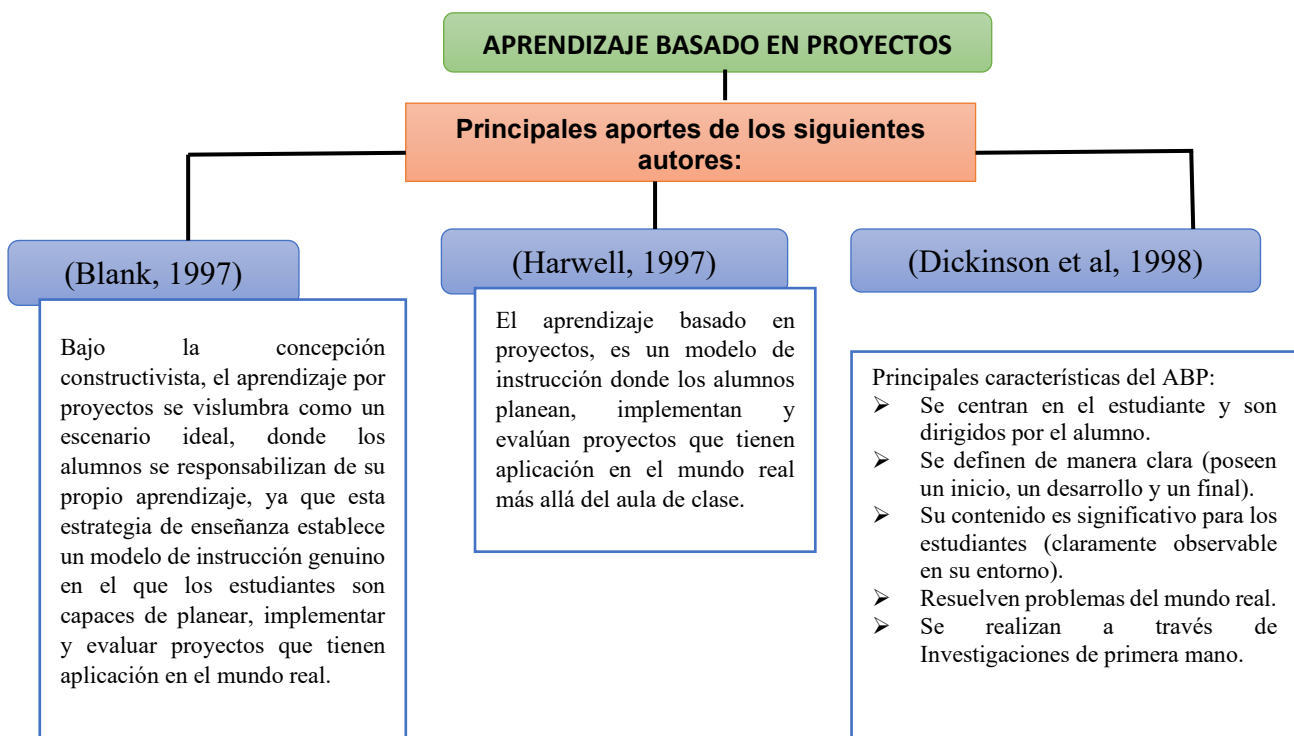 APRENDIZAJE BASADO EN PROYECTOS
Principales aportes de los siguientes
autores:
(Blank, 1997)
Bajo la concepción
constructivista, el aprendizaje por
proyectos se vislumbra como un
escenario ideal, donde los
alumnos se responsabilizan de su
propio aprendizaje, ya que esta
estrategia de enseñanza establece
un modelo de instrucción genuino
en el que los estudiantes son
capaces de planear, implementar
y evaluar proyectos que tienen
aplicación en el mundo real.
(Harwell, 1997)
El aprendizaje basado en
proyectos, es un modelo de
instrucción donde los alumnos
planean, implementan y
evalúan proyectos que tienen
aplicación en el mundo real
más allá del aula de clase.
(Dickinson et al, 1998)
Principales características del ABP:
➤ Se centran en el estudiante y son
dirigidos por el alumno.
➤ Se definen de manera clara (poseen
un inicio, un desarrollo y un final).
➤ Su contenido es significativo para los
estudiantes (claramente observable
en su entorno).
➤ Resuelven problemas del mundo real.
➤ Se realizan a través de
Investigaciones de primera mano.